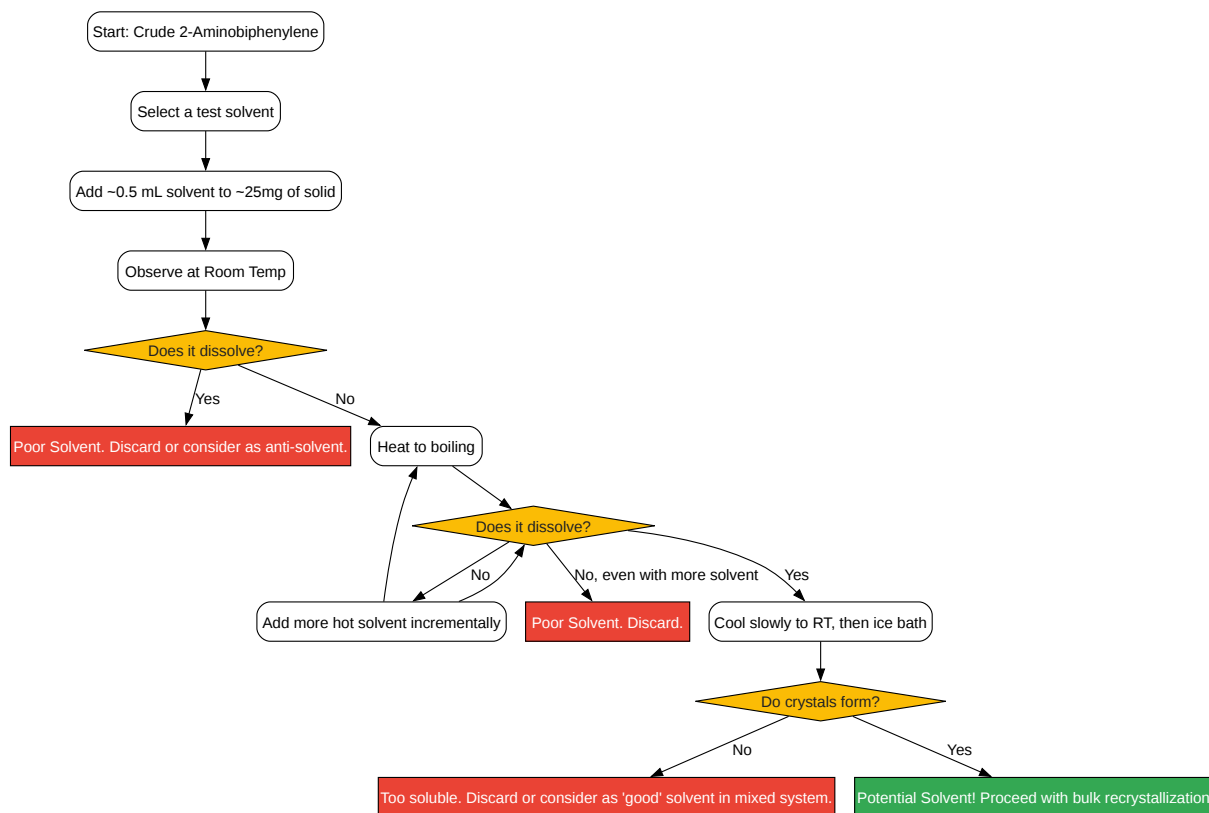 Start: Crude 2-Aminobiphenylene
Select a test solvent
Add ~0.5 mL solvent to ~25mg of solid
Observe at Room Temp
Does it dissolve?
Yes
No
Poor Solvent. Discard or consider as anti-solvent.
Heat to boiling
Does it dissolve?
No
No, even with more solvent
Yes
Add more hot solvent incrementally
Poor Solvent. Discard.
Cool slowly to RT, then ice bath
Do crystals form?
No
Yes
Too soluble. Discard or consider as 'good' solvent in mixed system.
Potential Solvent! Proceed with bulk recrystallization